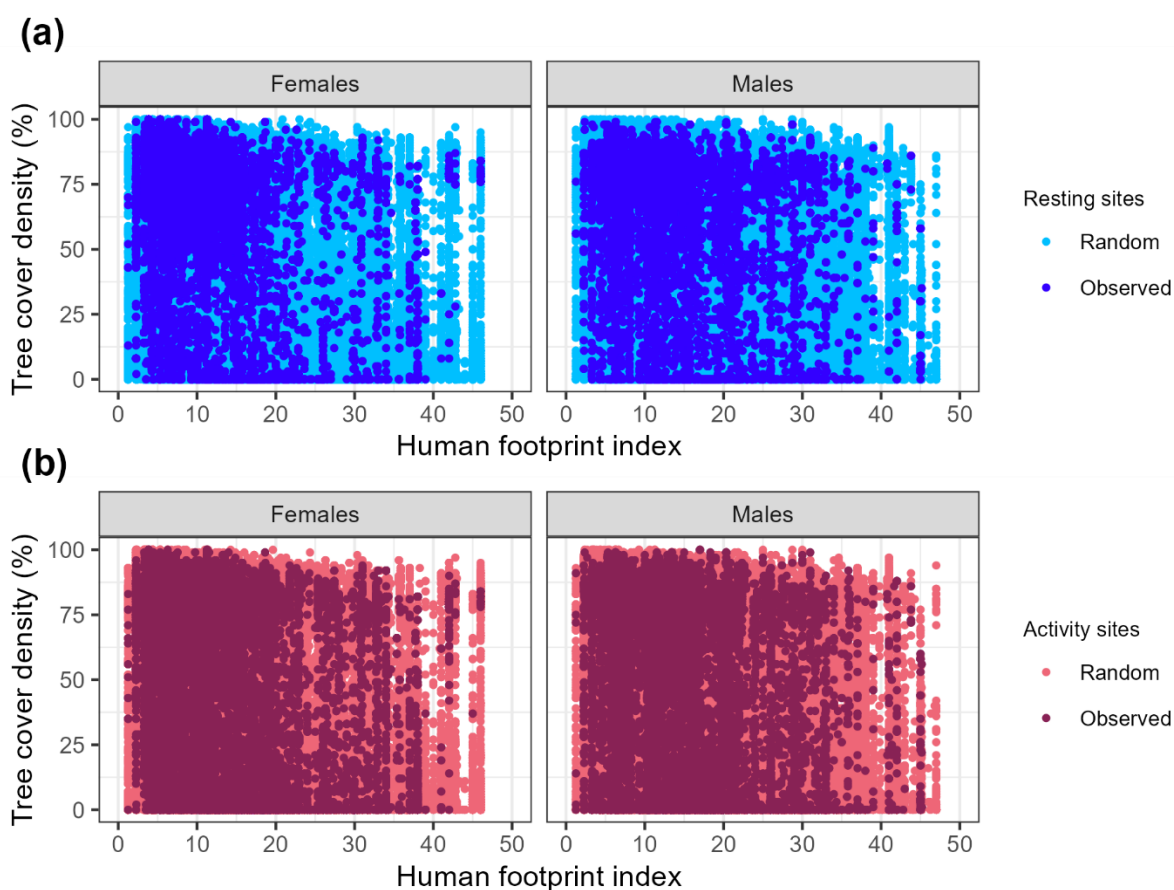 (a)
Females
Males
Tree cover density (%)
100
75
50
25
0
0 10 20 30 40 50
0 10 20 30 40 50
Human footprint index
Resting sites
Random
Observed
(b)
Females
Males
Tree cover density (%)
100
75
50
25
0
0 10 20 30 40 50
0 10 20 30 40 50
Human footprint index
Activity sites
Random
Observed